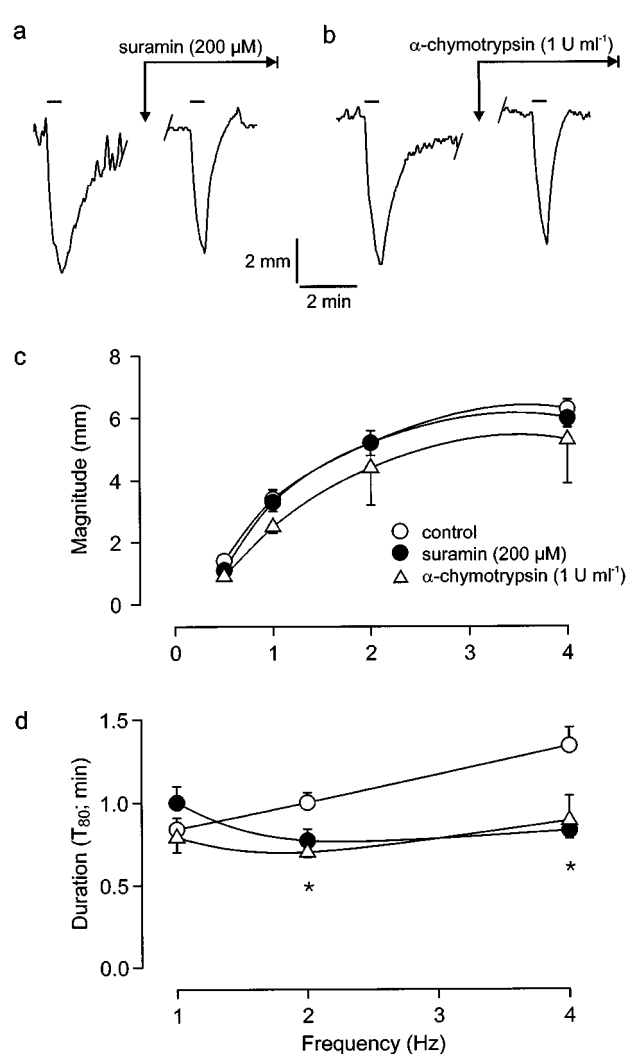 a
suramin (200 μM)
b
α-chymotrypsin (1 U ml⁻¹)
2 mm
2 min
c
8
6
4
2
0
Magnitude (mm)
control
suramin (200 μM)
α-chymotrypsin (1 U ml⁻¹)
0 1 2 3 4
d
1.5
1.0
0.5
0.0
Duration (T₈₀; min)
*
*
1 2 3 4
Frequency (Hz)